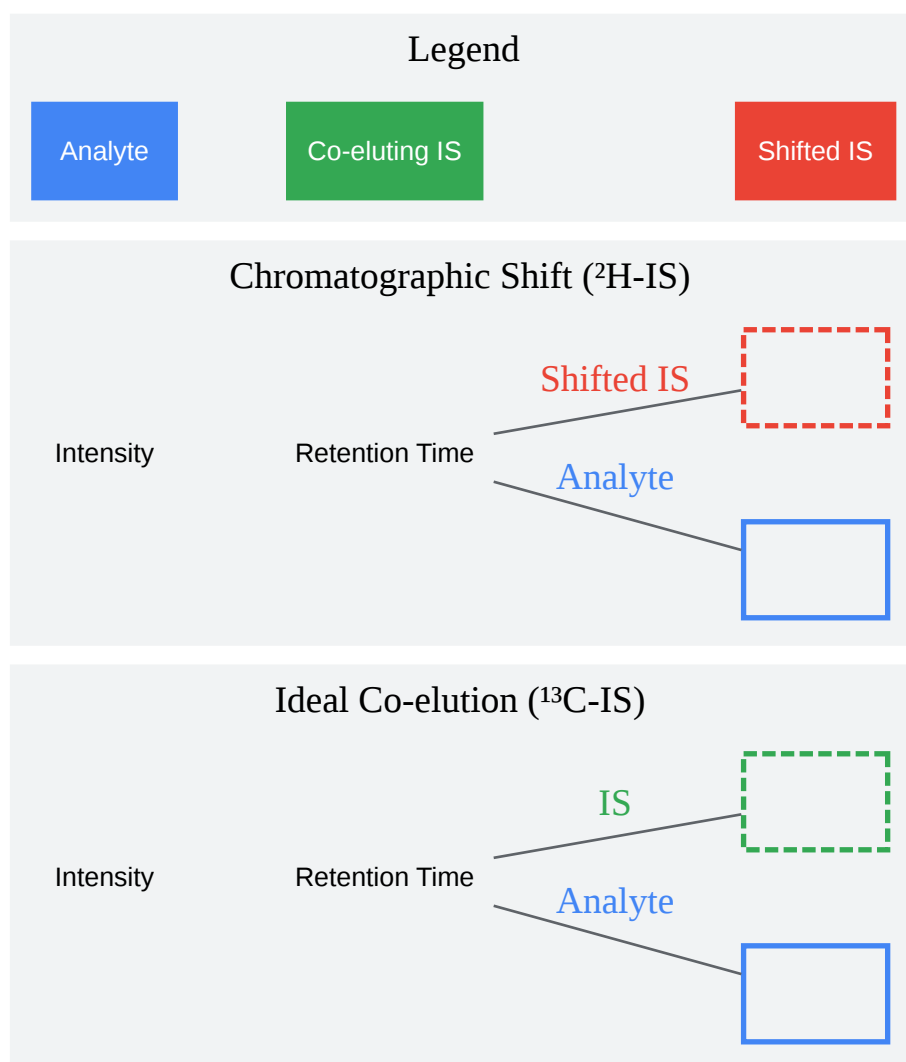 Legend
Analyte
Co-eluting IS
Shifted IS
Chromatographic Shift (²H-IS)
Shifted IS
Intensity
Retention Time
Analyte
Ideal Co-elution (¹³C-IS)
IS
Intensity
Retention Time
Analyte